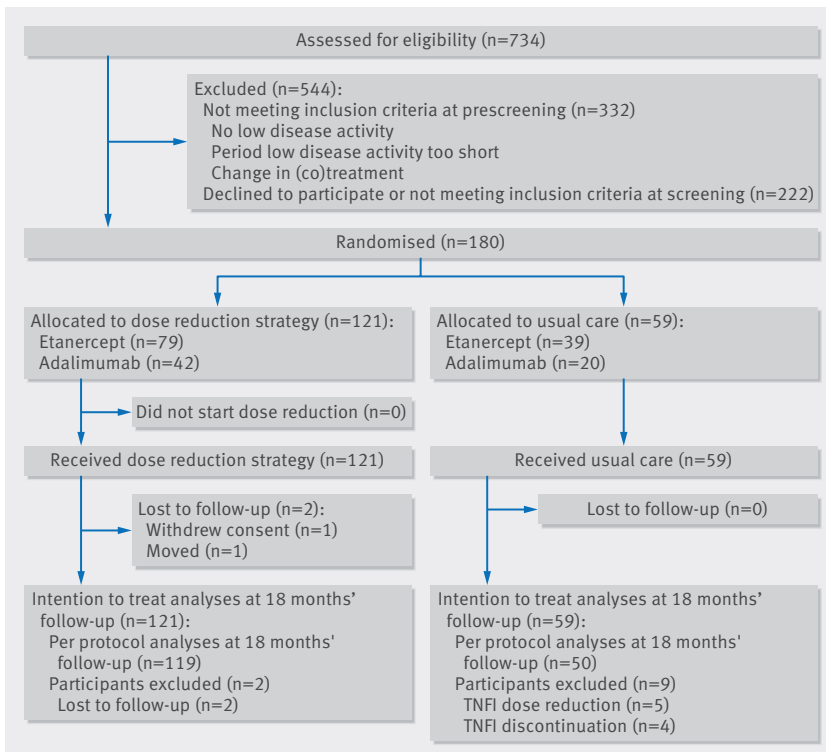 Assessed for eligibility (n=734)
Excluded (n=544):
Not meeting inclusion criteria at prescreening (n=332)
No low disease activity
Period low disease activity too short
Change in (co)treatment
Declined to participate or not meeting inclusion criteria at screening (n=222)
Randomised (n=180)
Allocated to dose reduction strategy (n=121):
Etanercept (n=79)
Adalimumab (n=42)
Allocated to usual care (n=59):
Etanercept (n=39)
Adalimumab (n=20)
Did not start dose reduction (n=0)
Received dose reduction strategy (n=121)
Received usual care (n=59)
Lost to follow-up (n=2):
Withdrew consent (n=1)
Moved (n=1)
Lost to follow-up (n=0)
Intention to treat analyses at 18 months’
follow-up (n=121):
Per protocol analyses at 18 months'
follow-up (n=119)
Participants excluded (n=2)
Lost to follow-up (n=2)
Intention to treat analyses at 18 months’
follow-up (n=59):
Per protocol analyses at 18 months'
follow-up (n=50)
Participants excluded (n=9)
TNFI dose reduction (n=5)
TNFI discontinuation (n=4)